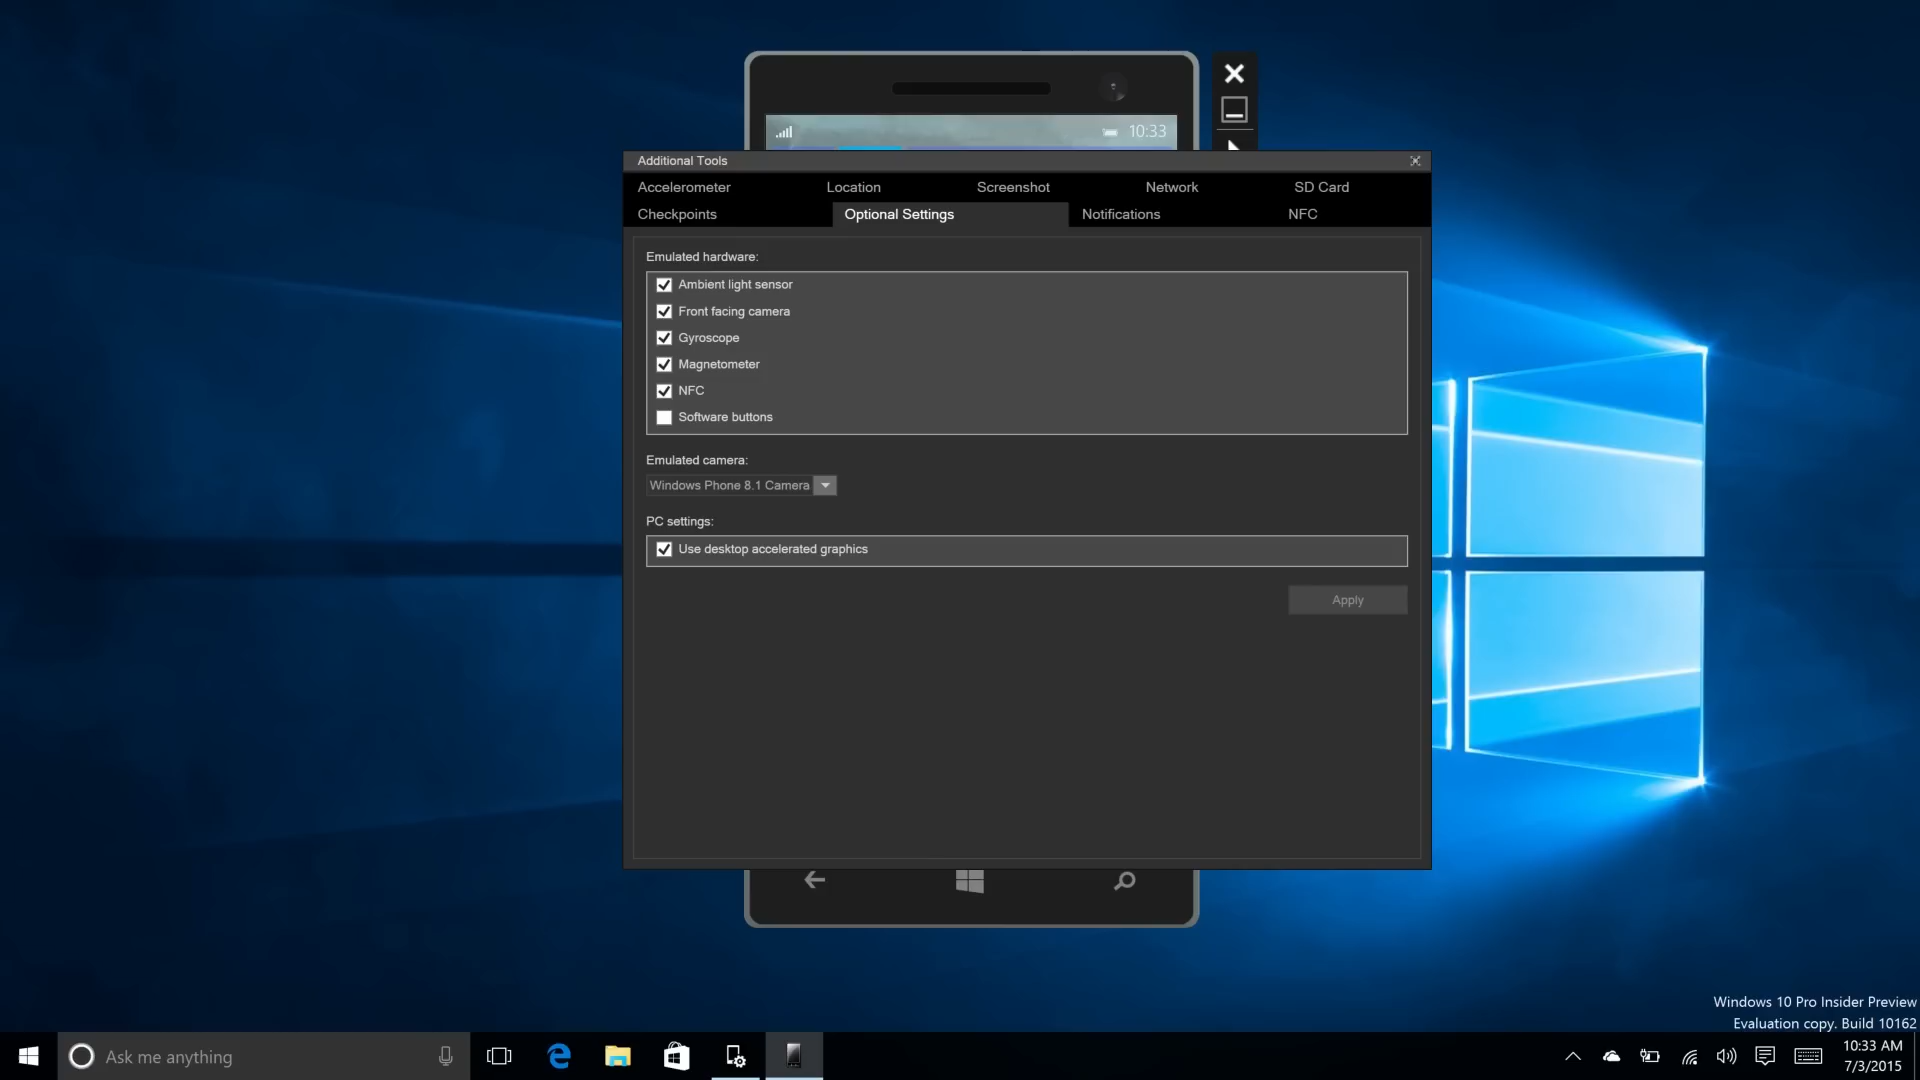 10:33
Additional Tools
Accelerometer Location Screenshot Network SD Card
Checkpoints Optional Settings Notifications NFC
Emulated hardware:
Ambient light sensor
Front facing camera
Gyroscope
Magnetometer
NFC
Software buttons
Emulated camera:
Windows Phone 8.1 Camera
PC settings:
Use desktop accelerated graphics
Apply
Windows 10 Pro Insider Preview
Evaluation copy. Build 10162
Ask me anything
10:33 AM
7/3/2015